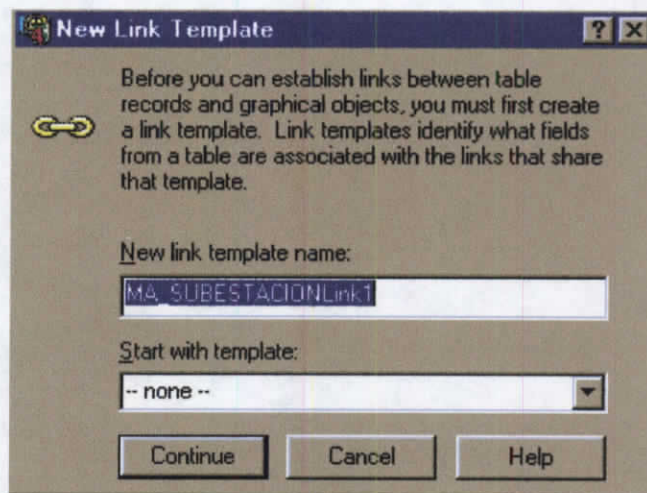 New Link Template
Before you can establish links between table
records and graphical objects, you must first create
a link template. Link templates identify what fields
from a table are associated with the links that share
that template.
New link template name:
MA_SUBESTACIONLink1
Start with template:
-- none --
Continue
Cancel
Help